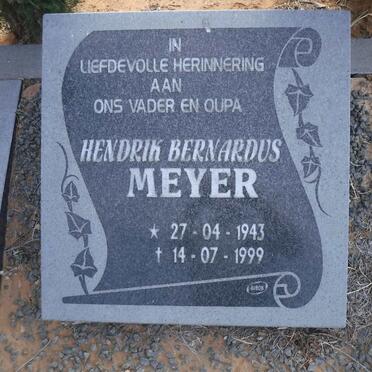 IN
LIEFDEVOLLE HERINNERING
AAN
ONS VADER EN OUPA
HENDRIK BERNARDUS
MEYER
* 27-04-1943
† 14-07-1999